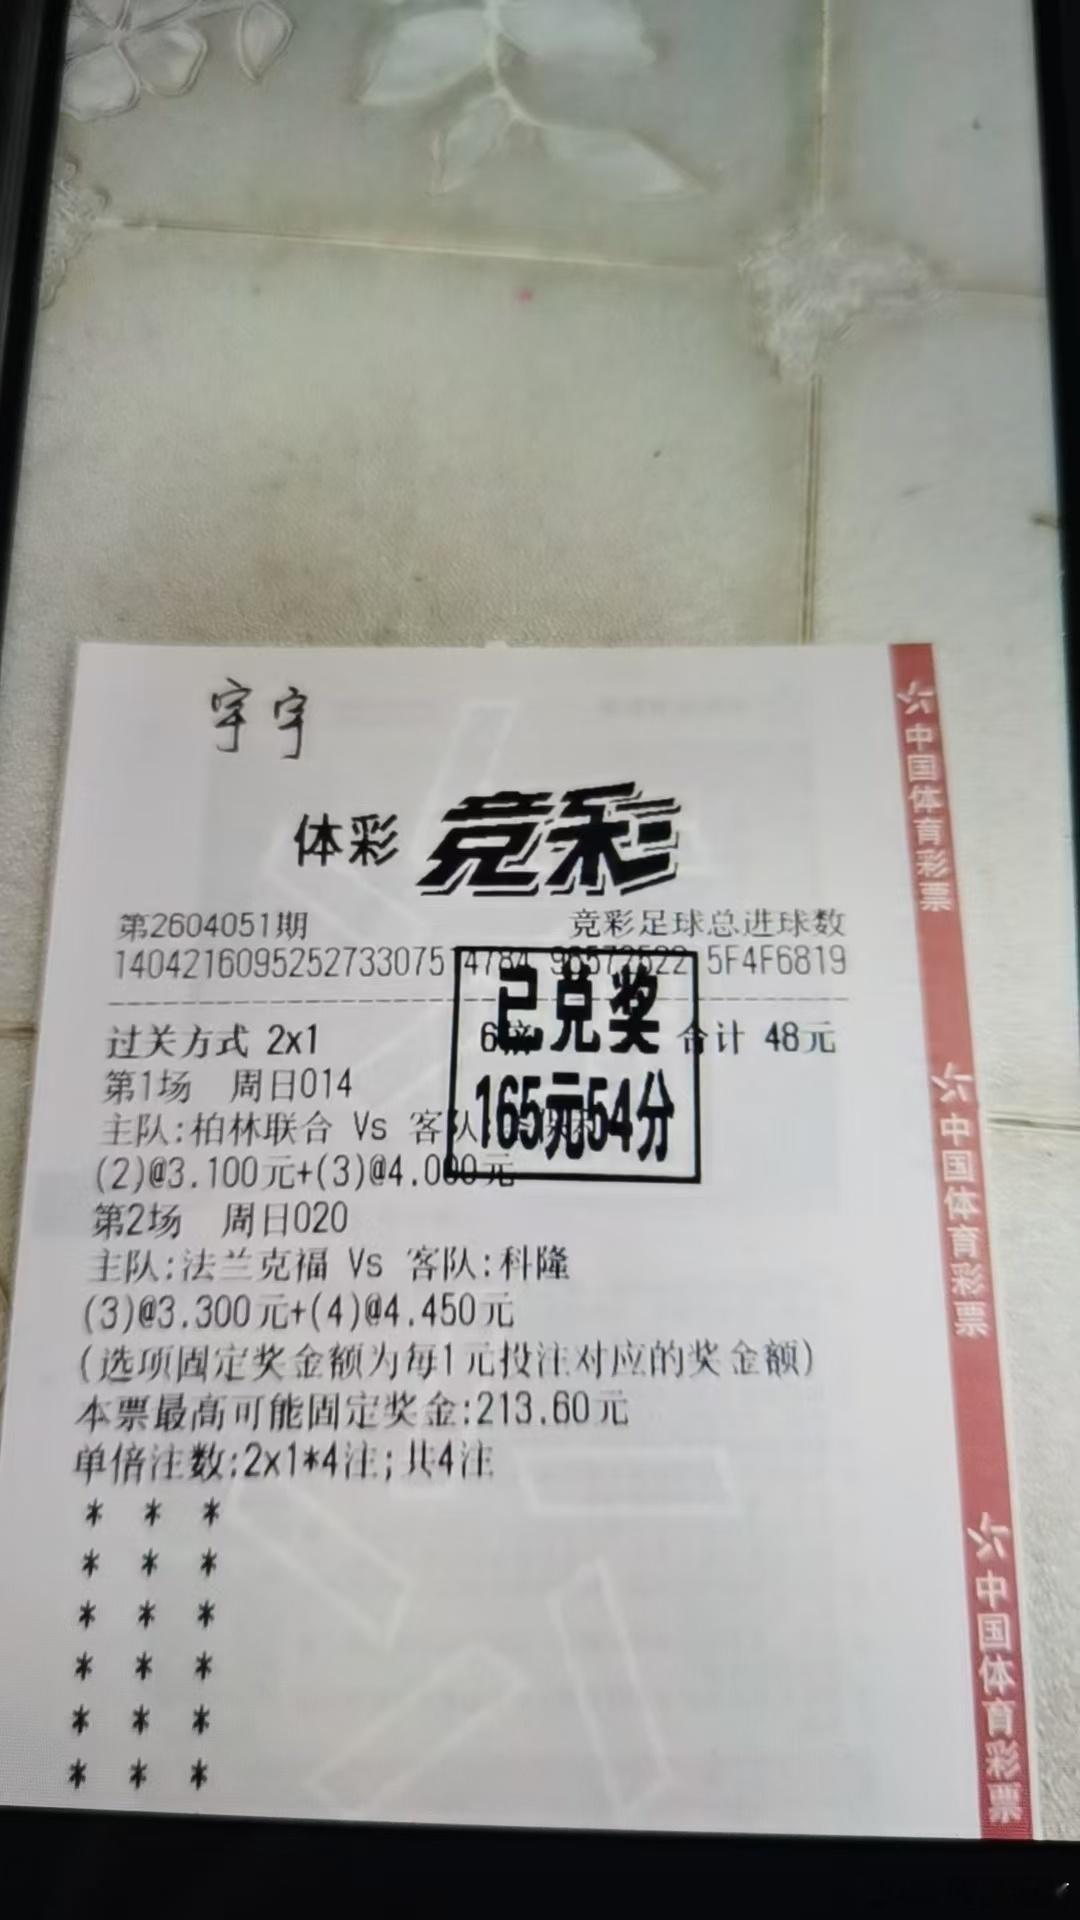 宇宇
体彩 竞彩
第2604051期 竞彩足球总进球数
5F4F6819
已兑奖
过关方式 2x1 合计 48元
第1场 周日014
165元54分
主队:柏林联合 Vs 客队
(2)@3.100元+(3)@4.000元
第2场 周日020
主队:法兰克福 Vs 客队:科隆
(3)@3.300元+(4)@4.450元
(选项固定奖金额为每1元投注对应的奖金额)
本票最高可能固定奖金:213.60元
单倍注数:2x1*4注;共4注
* * *
* * *
* * *
* * *
* * *
* * *
中国体育彩票
中国体育彩票
中国体育彩票